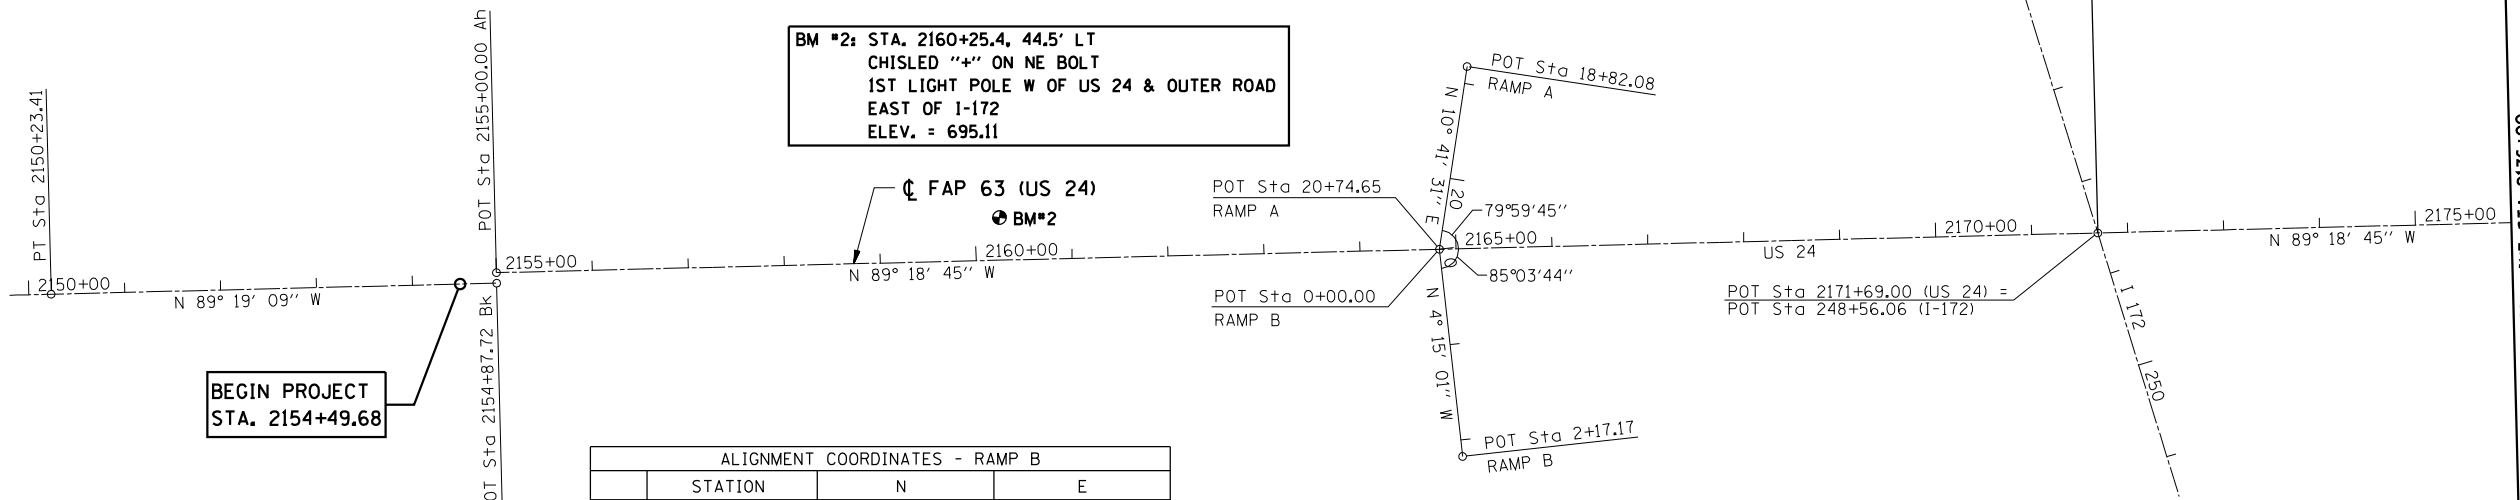 PT Sta 2150+23.41
2150+00
N 89° 19' 09'' W
BEGIN PROJECT
STA. 2154+49.68
POT Sta 2155+00.00 Ah
OT Sta 2154+87.72 Bk
2155+00
BM #2: STA. 2160+25.4, 44.5' LT
CHISLED "+" ON NE BOLT
1ST LIGHT POLE W OF US 24 & OUTER ROAD
EAST OF I-172
ELEV. = 695.11
℄ FAP 63 (US 24)
BM#2
2160+00
N 89° 18' 45'' W
POT Sta 18+82.08
RAMP A
N 10° 41' 31'' E
20
POT Sta 20+74.65
RAMP A
79°59'45''
2165+00
0
85°03'44''
POT Sta 0+00.00
RAMP B
N 4° 15' 01'' W
POT Sta 2+17.17
RAMP B
US 24
2170+00
POT Sta 2171+69.00 (US 24) =
POT Sta 248+56.06 (I-172)
I 172
250
2175+00
N 89° 18' 45'' W
ALIGNMENT COORDINATES - RAMP B
STATION N E